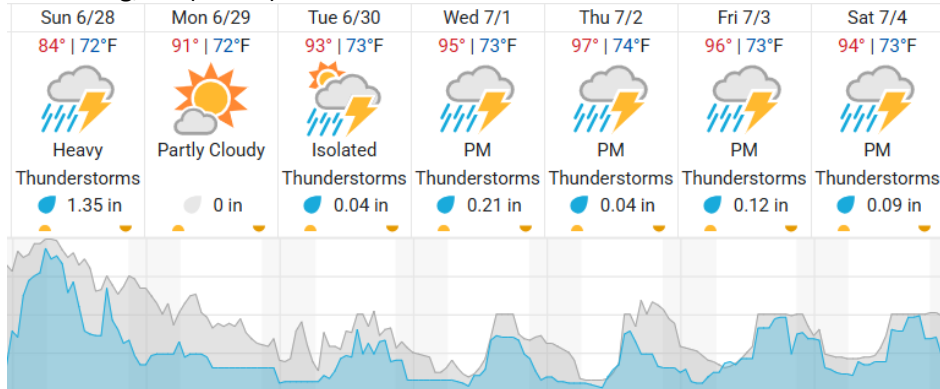 Sun 6/28
Mon 6/29
Tue 6/30
Wed 7/1
Thu 7/2
Fri 7/3
Sat 7/4
84° | 72°F
91° | 72°F
93° | 73°F
95° | 73°F
97° | 74°F
96° | 73°F
94° | 73°F
Heavy
Thunderstorms
Partly Cloudy
Isolated
Thunderstorms
PM
Thunderstorms
PM
Thunderstorms
PM
Thunderstorms
PM
Thunderstorms
1.35 in
0 in
0.04 in
0.21 in
0.04 in
0.12 in
0.09 in